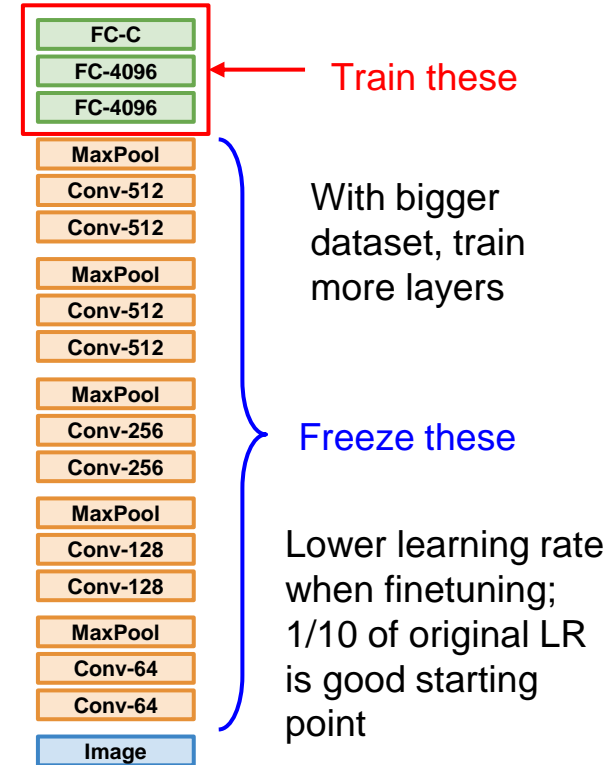 FC-C
FC-4096
FC-4096
Train these
MaxPool
Conv-512
Conv-512
MaxPool
Conv-512
Conv-512
MaxPool
Conv-256
Conv-256
MaxPool
Conv-128
Conv-128
MaxPool
Conv-64
Conv-64
Image
With bigger
dataset, train
more layers
Freeze these
Lower learning rate
when finetuning;
1/10 of original LR
is good starting
point